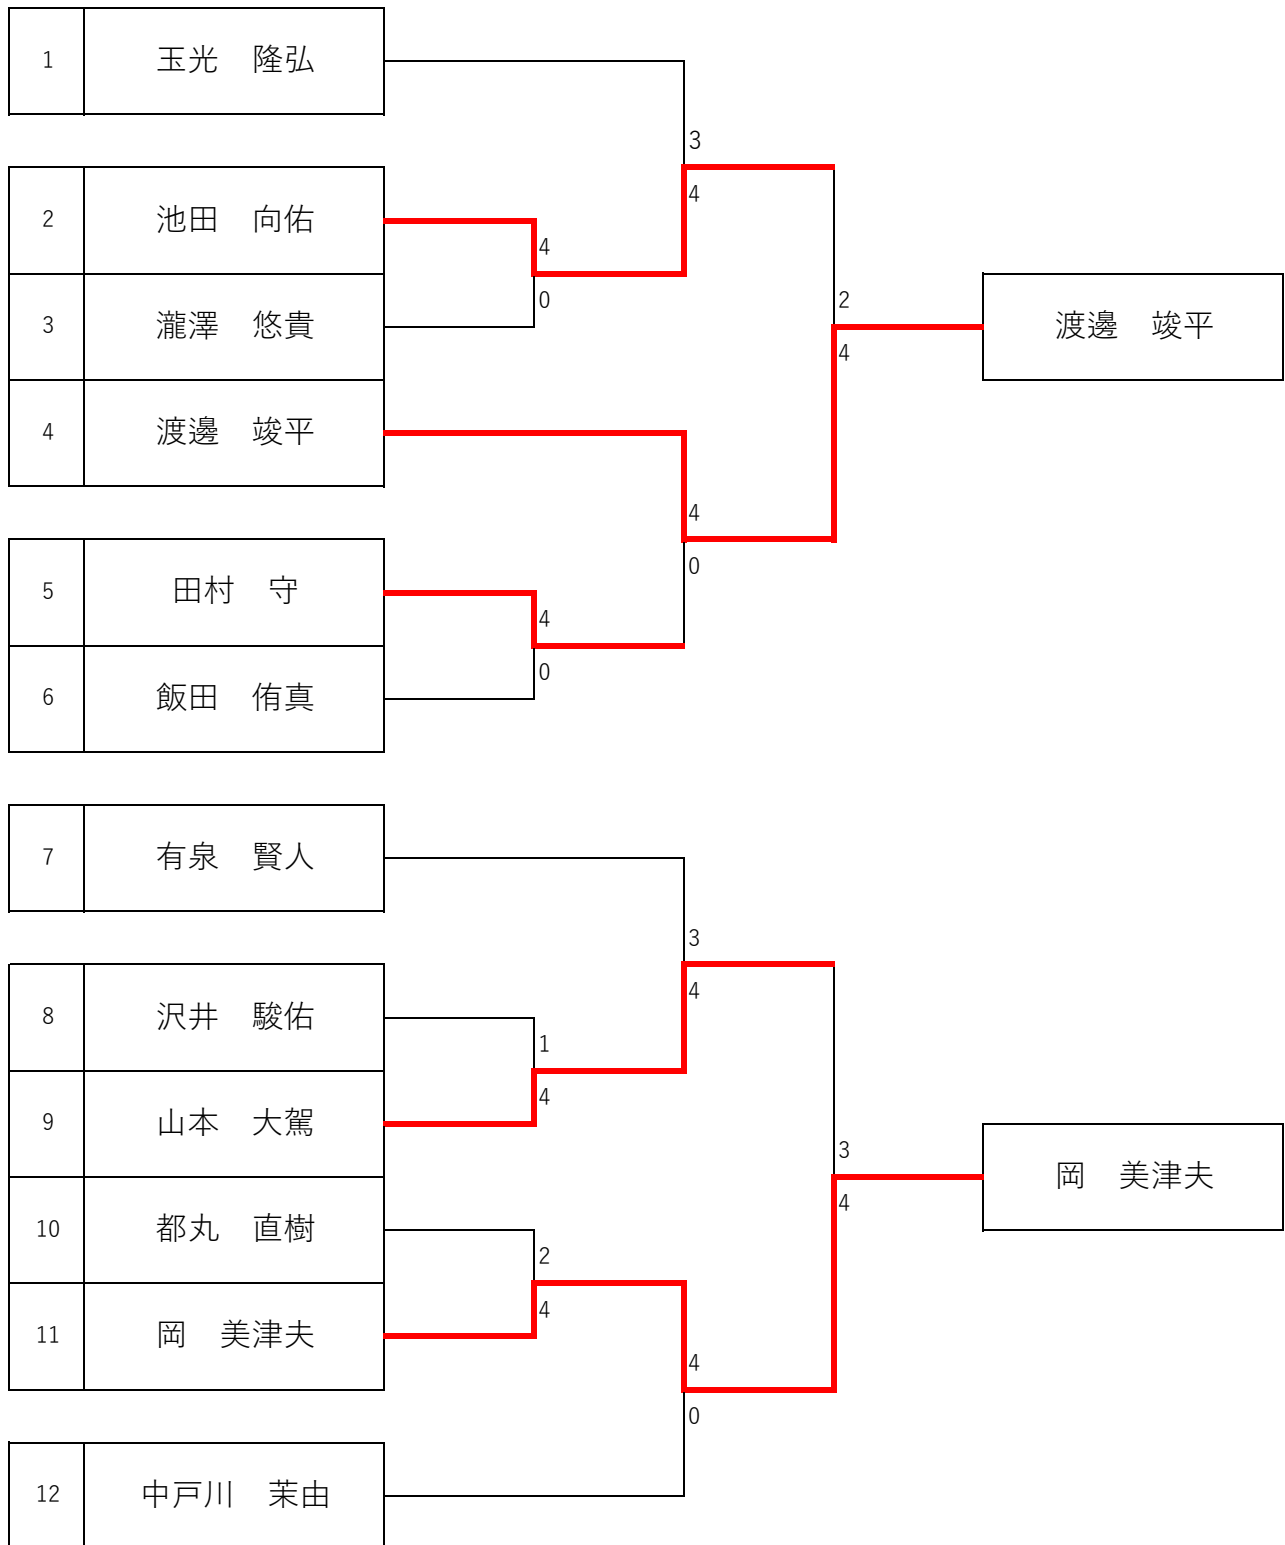 1 玉光 隆弘
3
4
2 池田 向佑
4
0
3 瀧澤 悠貴
2
4
渡邊 竣平
4 渡邊 竣平
4
0
5 田村 守
4
0
6 飯田 侑真
7 有泉 賢人
3
4
8 沢井 駿佑
1
4
9 山本 大駕
3
4
岡 美津夫
10 都丸 直樹
2
4
11 岡 美津夫
4
0
12 中戸川 茉由